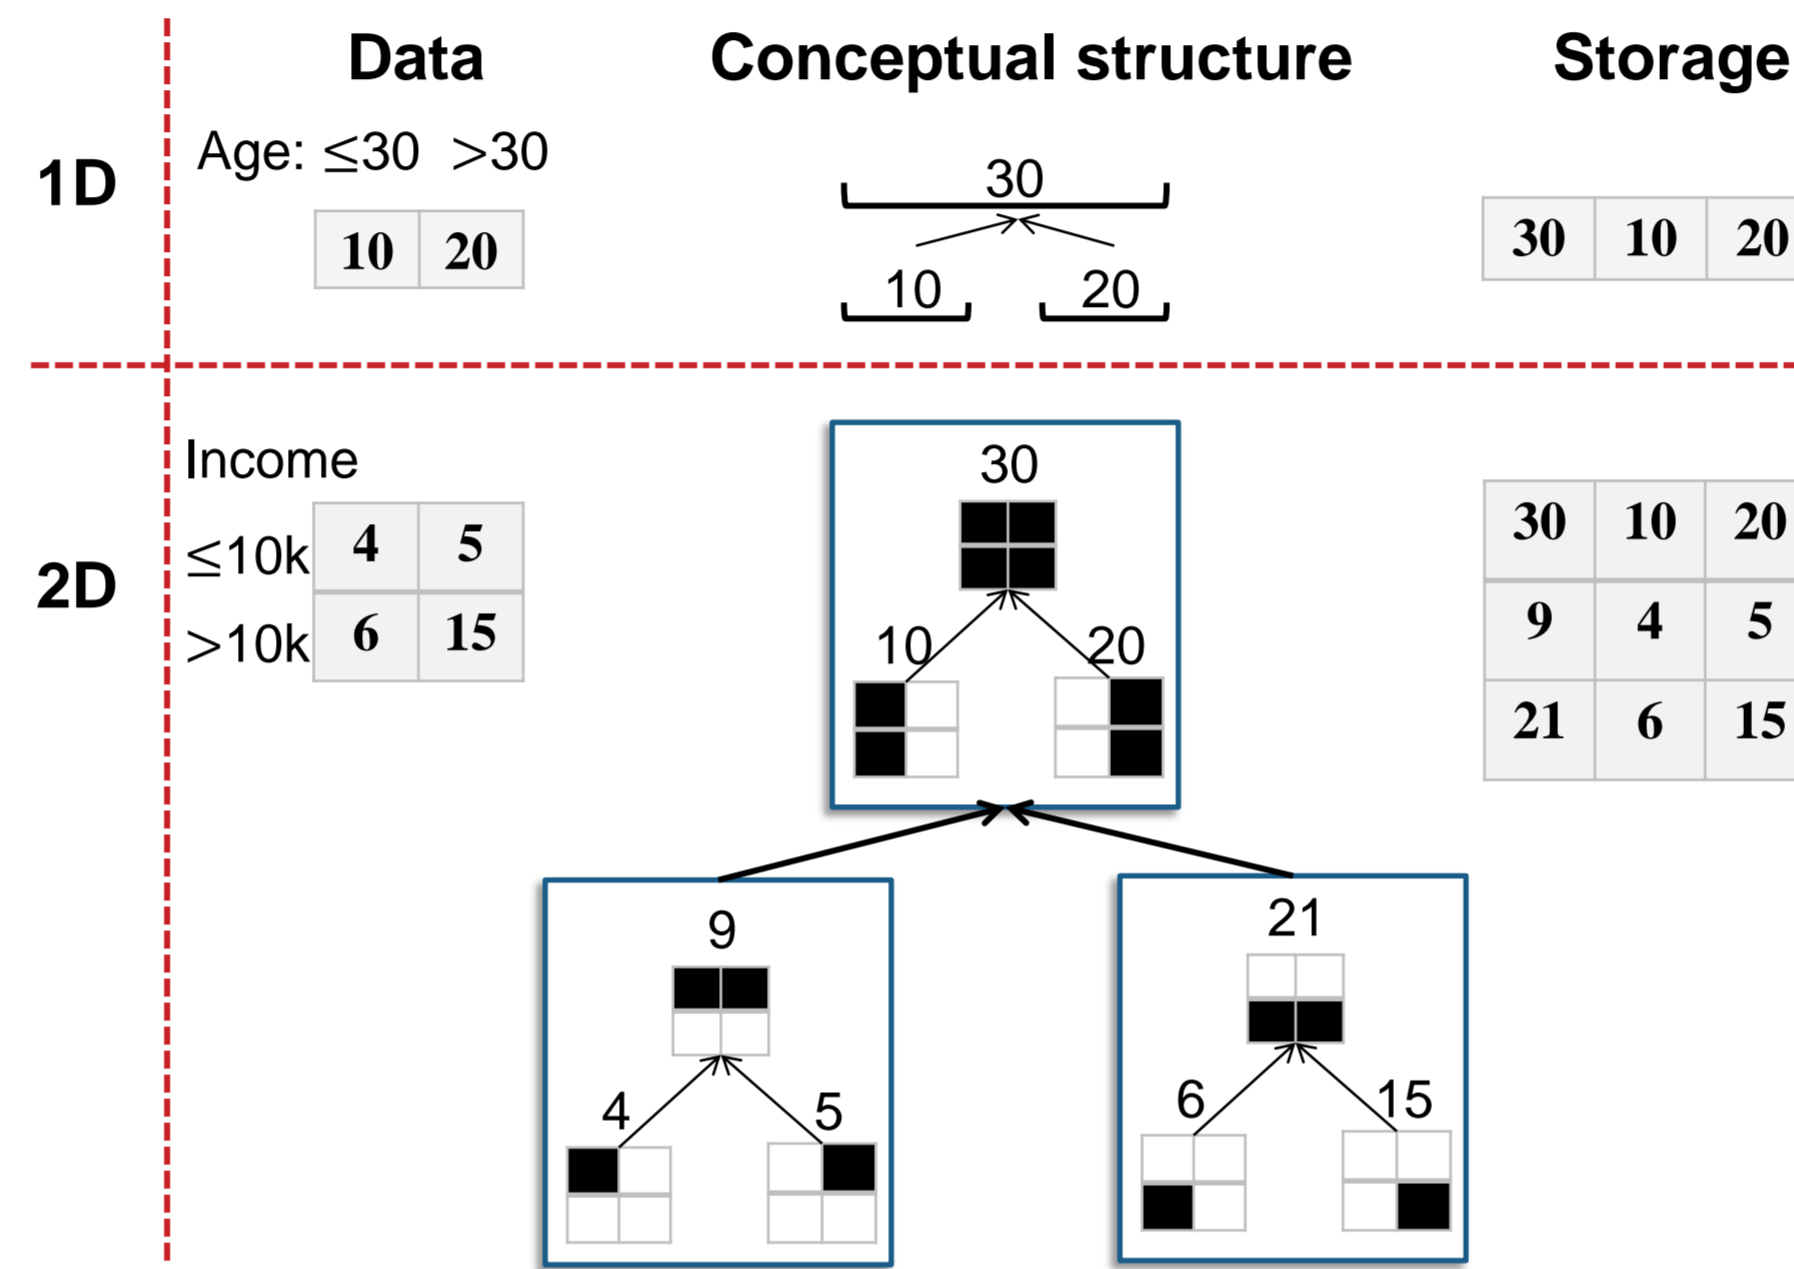 Data Conceptual structure Storage
1D
Age: ≤30 >30
10 20
30
10 20
30 10 20
2D
Income
≤10k 4 5
>10k 6 15
30
10 20
9
4 5
21
6 15
30 10 20
9 4 5
21 6 15